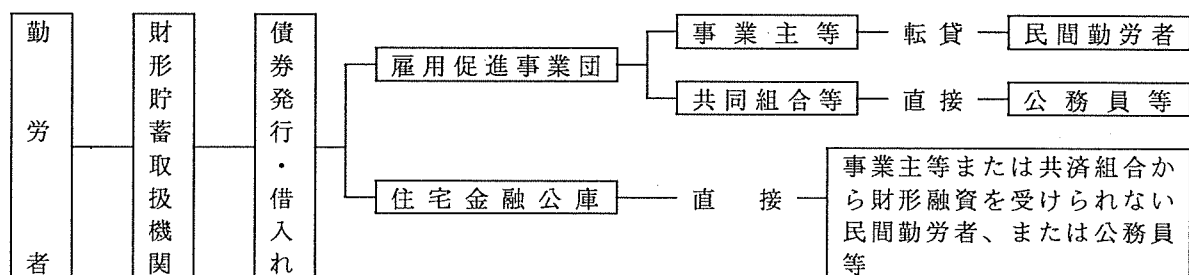 勤労者
財形貯蓄取扱機関
債券発行・借入れ
雇用促進事業団
事業主等 転貸 民間勤労者
共同組合等 直接 公務員等
住宅金融公庫 直接
事業主等または共済組合か
ら財形融資を受けられない
民間勤労者、または公務員
等